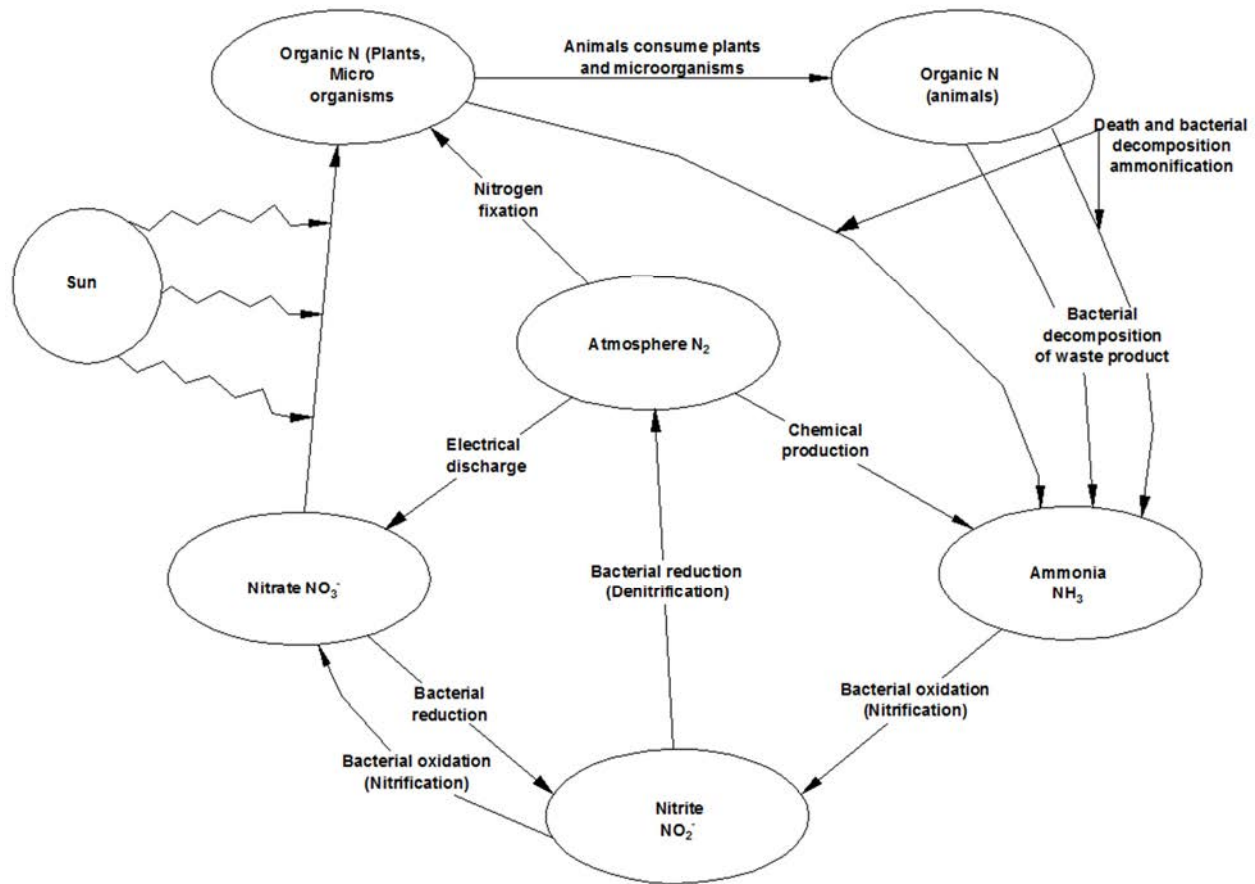 Organic N (Plants,
Micro
organisms
Animals consume plants
and microorganisms
Organic N
(animals)
Death and bacterial
decomposition
ammonification
Nitrogen
fixation
Sun
Bacterial
decomposition
of waste product
Atmosphere N₂
Electrical
discharge
Chemical
production
Nitrate NO₃⁻
Bacterial reduction
(Denitrification)
Ammonia
NH₃
Bacterial
reduction
Bacterial oxidation
(Nitrification)
Bacterial oxidation
(Nitrification)
Nitrite
NO₂⁻